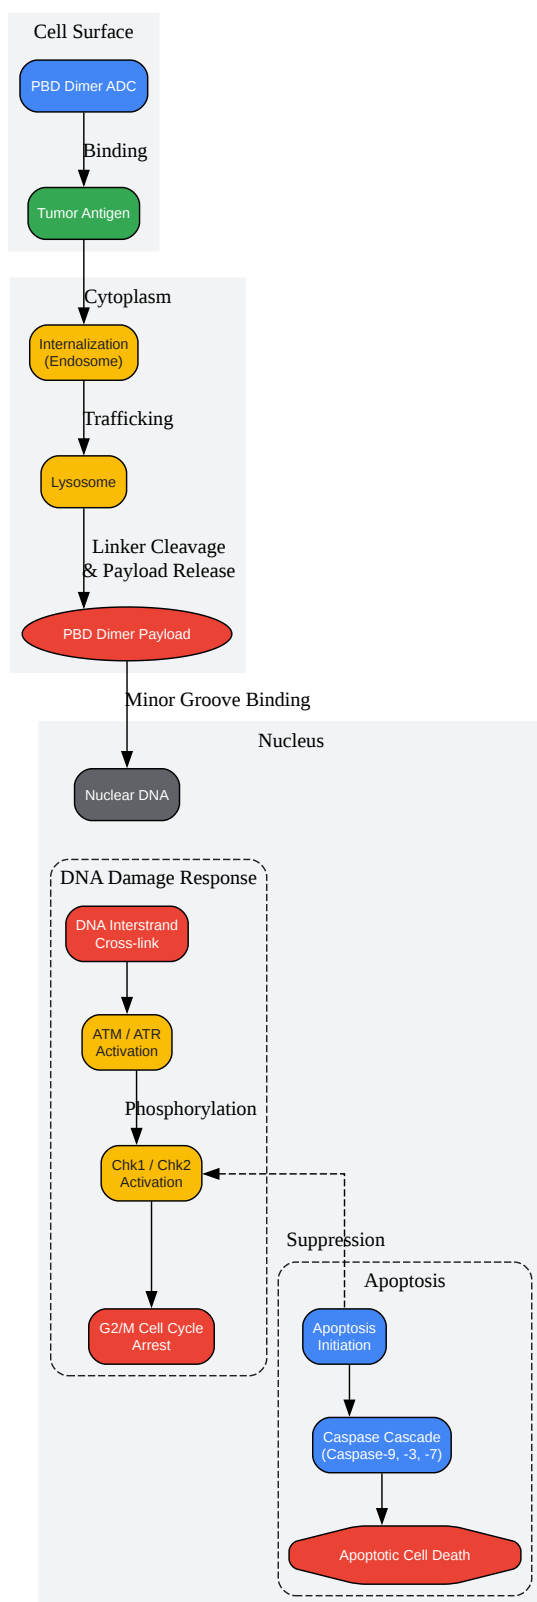 Cell Surface
PBD Dimer ADC
Binding
Tumor Antigen
Cytoplasm
Internalization
(Endosome)
Trafficking
Lysosome
Linker Cleavage
& Payload Release
PBD Dimer Payload
Minor Groove Binding
Nucleus
Nuclear DNA
DNA Damage Response
DNA Interstrand
Cross-link
ATM / ATR
Activation
Phosphorylation
Chk1 / Chk2
Activation
Suppression
Apoptosis
G2/M Cell Cycle
Arrest
Apoptosis
Initiation
Caspase Cascade
(Caspase-9, -3, -7)
Apoptotic Cell Death